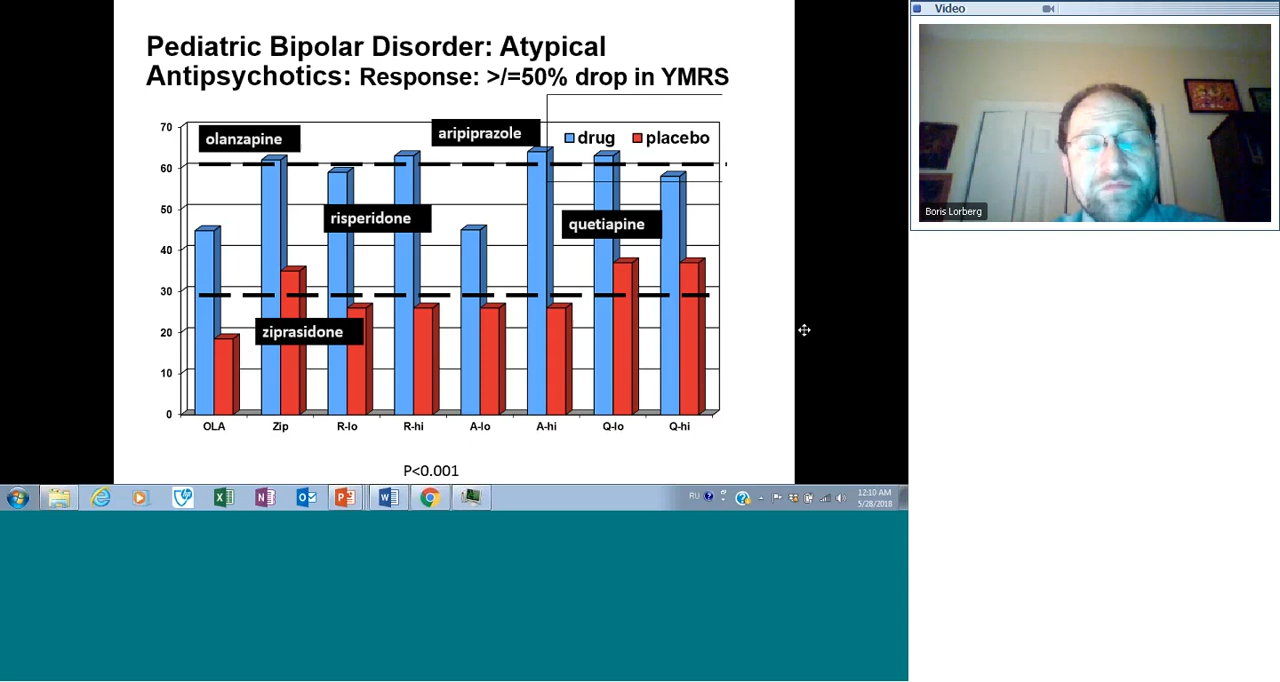 Pediatric Bipolar Disorder: Atypical
Antipsychotics: Response: >/=50% drop in YMRS
70
60
50
40
30
20
10
0
olanzapine
aripiprazole
drug
placebo
risperidone
quetiapine
ziprasidone
OLA
Zip
R-lo
R-hi
A-lo
A-hi
Q-lo
Q-hi
P<0.001
RU
12:10 AM
5/28/2018
Video
Boris Lorberg